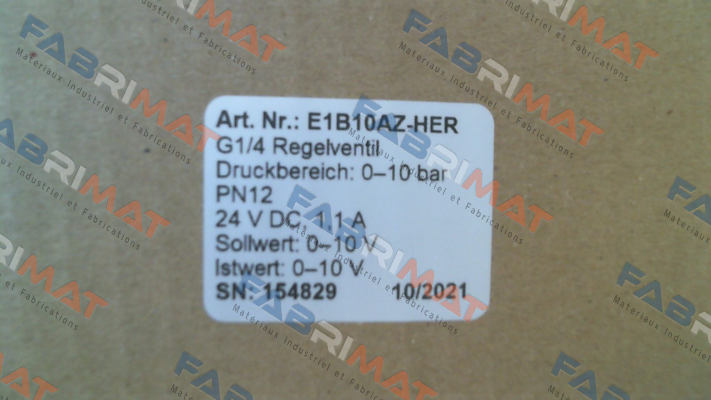 Art. Nr.: E1B10AZ-HER
G1/4 Regelventil
Druckbereich: 0–10 bar
PN12
24 V DC, 1.1 A
Sollwert: 0–10 V
Istwert: 0–10 V
SN: 154829 10/2021
FABRIMAT
Materiaux Industriel et Fabrications